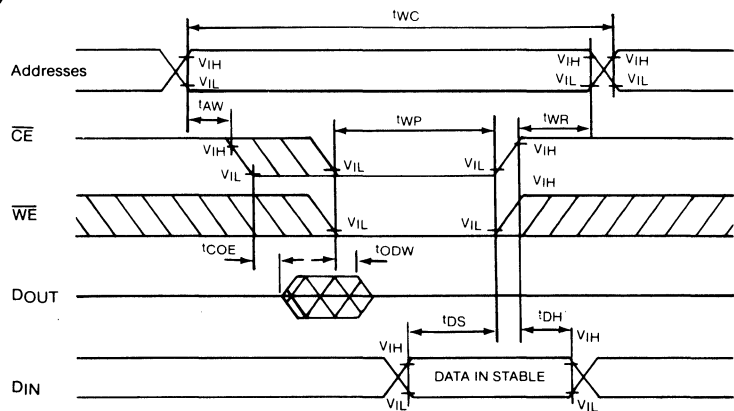 tWC
Addresses
VIH
VIL
VIH
VIL
VIH
VIL
tAW
tWP
tWR
CE
VIH
VIL
VIL
VIL
VIH
WE
VIL
VIL
VIH
tCOE
tODW
DOUT
tDS
tDH
DIN
VIH
VIL
DATA IN STABLE
VIH
VIL